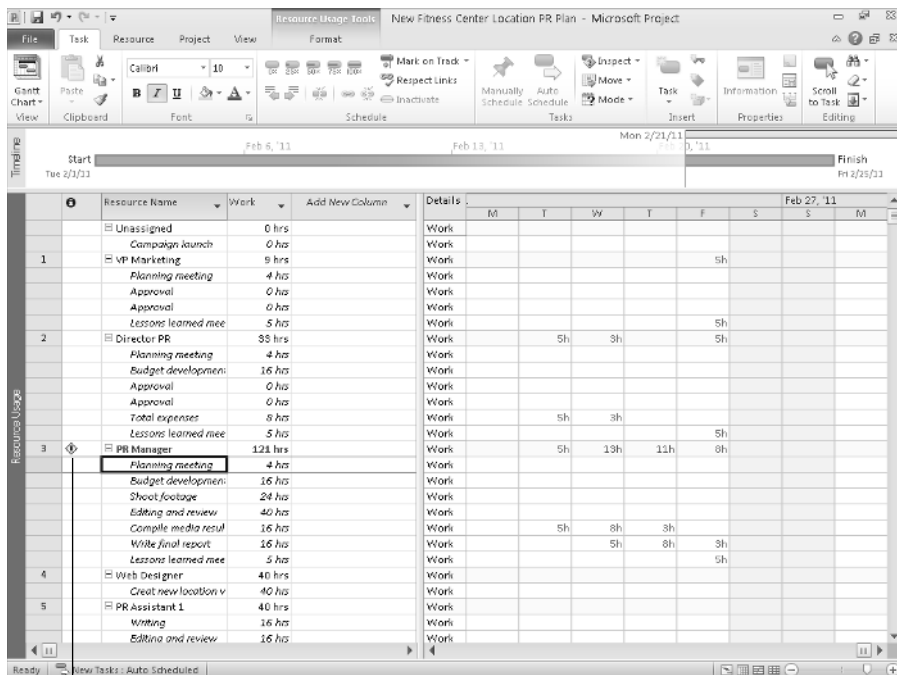 Resource Usage Tools New Fitness Center Location PR Plan - Microsoft Project
File Task Resource Project View Format
Gantt Chart
View
Paste
Clipboard
Calibri 10
B I U A
Font
0% 25% 50% 75% 100%
Mark on Track
Respect Links
Inactivate
Schedule
Manually Schedule
Auto Schedule
Inspect
Move
Mode
Tasks
Task
Insert
Information
Properties
Scroll to Task
Editing
Timeline
Mon 2/21/11
Feb 6, '11 Feb 13, '11
Start
Tue 2/1/11
Finish
Fri 2/25/11
Resource Usage
Resource Name Work Add New Column Details Feb 27, '11
M T W T F S S M
Unassigned 0 hrs Work
Campaign launch 0 hrs Work
1 VP Marketing 9 hrs Work 5h
Planning meeting 4 hrs Work
Approval 0 hrs Work
Approval 0 hrs Work
Lessons learned mee 5 hrs Work 5h
2 Director PR 33 hrs Work 5h 3h 5h
Planning meeting 4 hrs Work
Budget developmen 16 hrs Work
Approval 0 hrs Work
Approval 0 hrs Work
Total expenses 8 hrs Work 5h 3h
Lessons learned mee 5 hrs Work 5h
3 PR Manager 121 hrs Work 5h 13h 11h 8h
Planning meeting 4 hrs Work
Budget developmen 16 hrs Work
Shoot footage 24 hrs Work
Editing and review 40 hrs Work
Compile media resul 16 hrs Work 5h 8h 3h
Write final report 16 hrs Work 5h 8h 3h
Lessons learned mee 5 hrs Work 5h
4 Web Designer 40 hrs Work
Creat new location v 40 hrs Work
5 PR Assistant 1 40 hrs Work
Writing 16 hrs Work
Editing and review 16 hrs Work
Ready New Tasks : Auto Scheduled